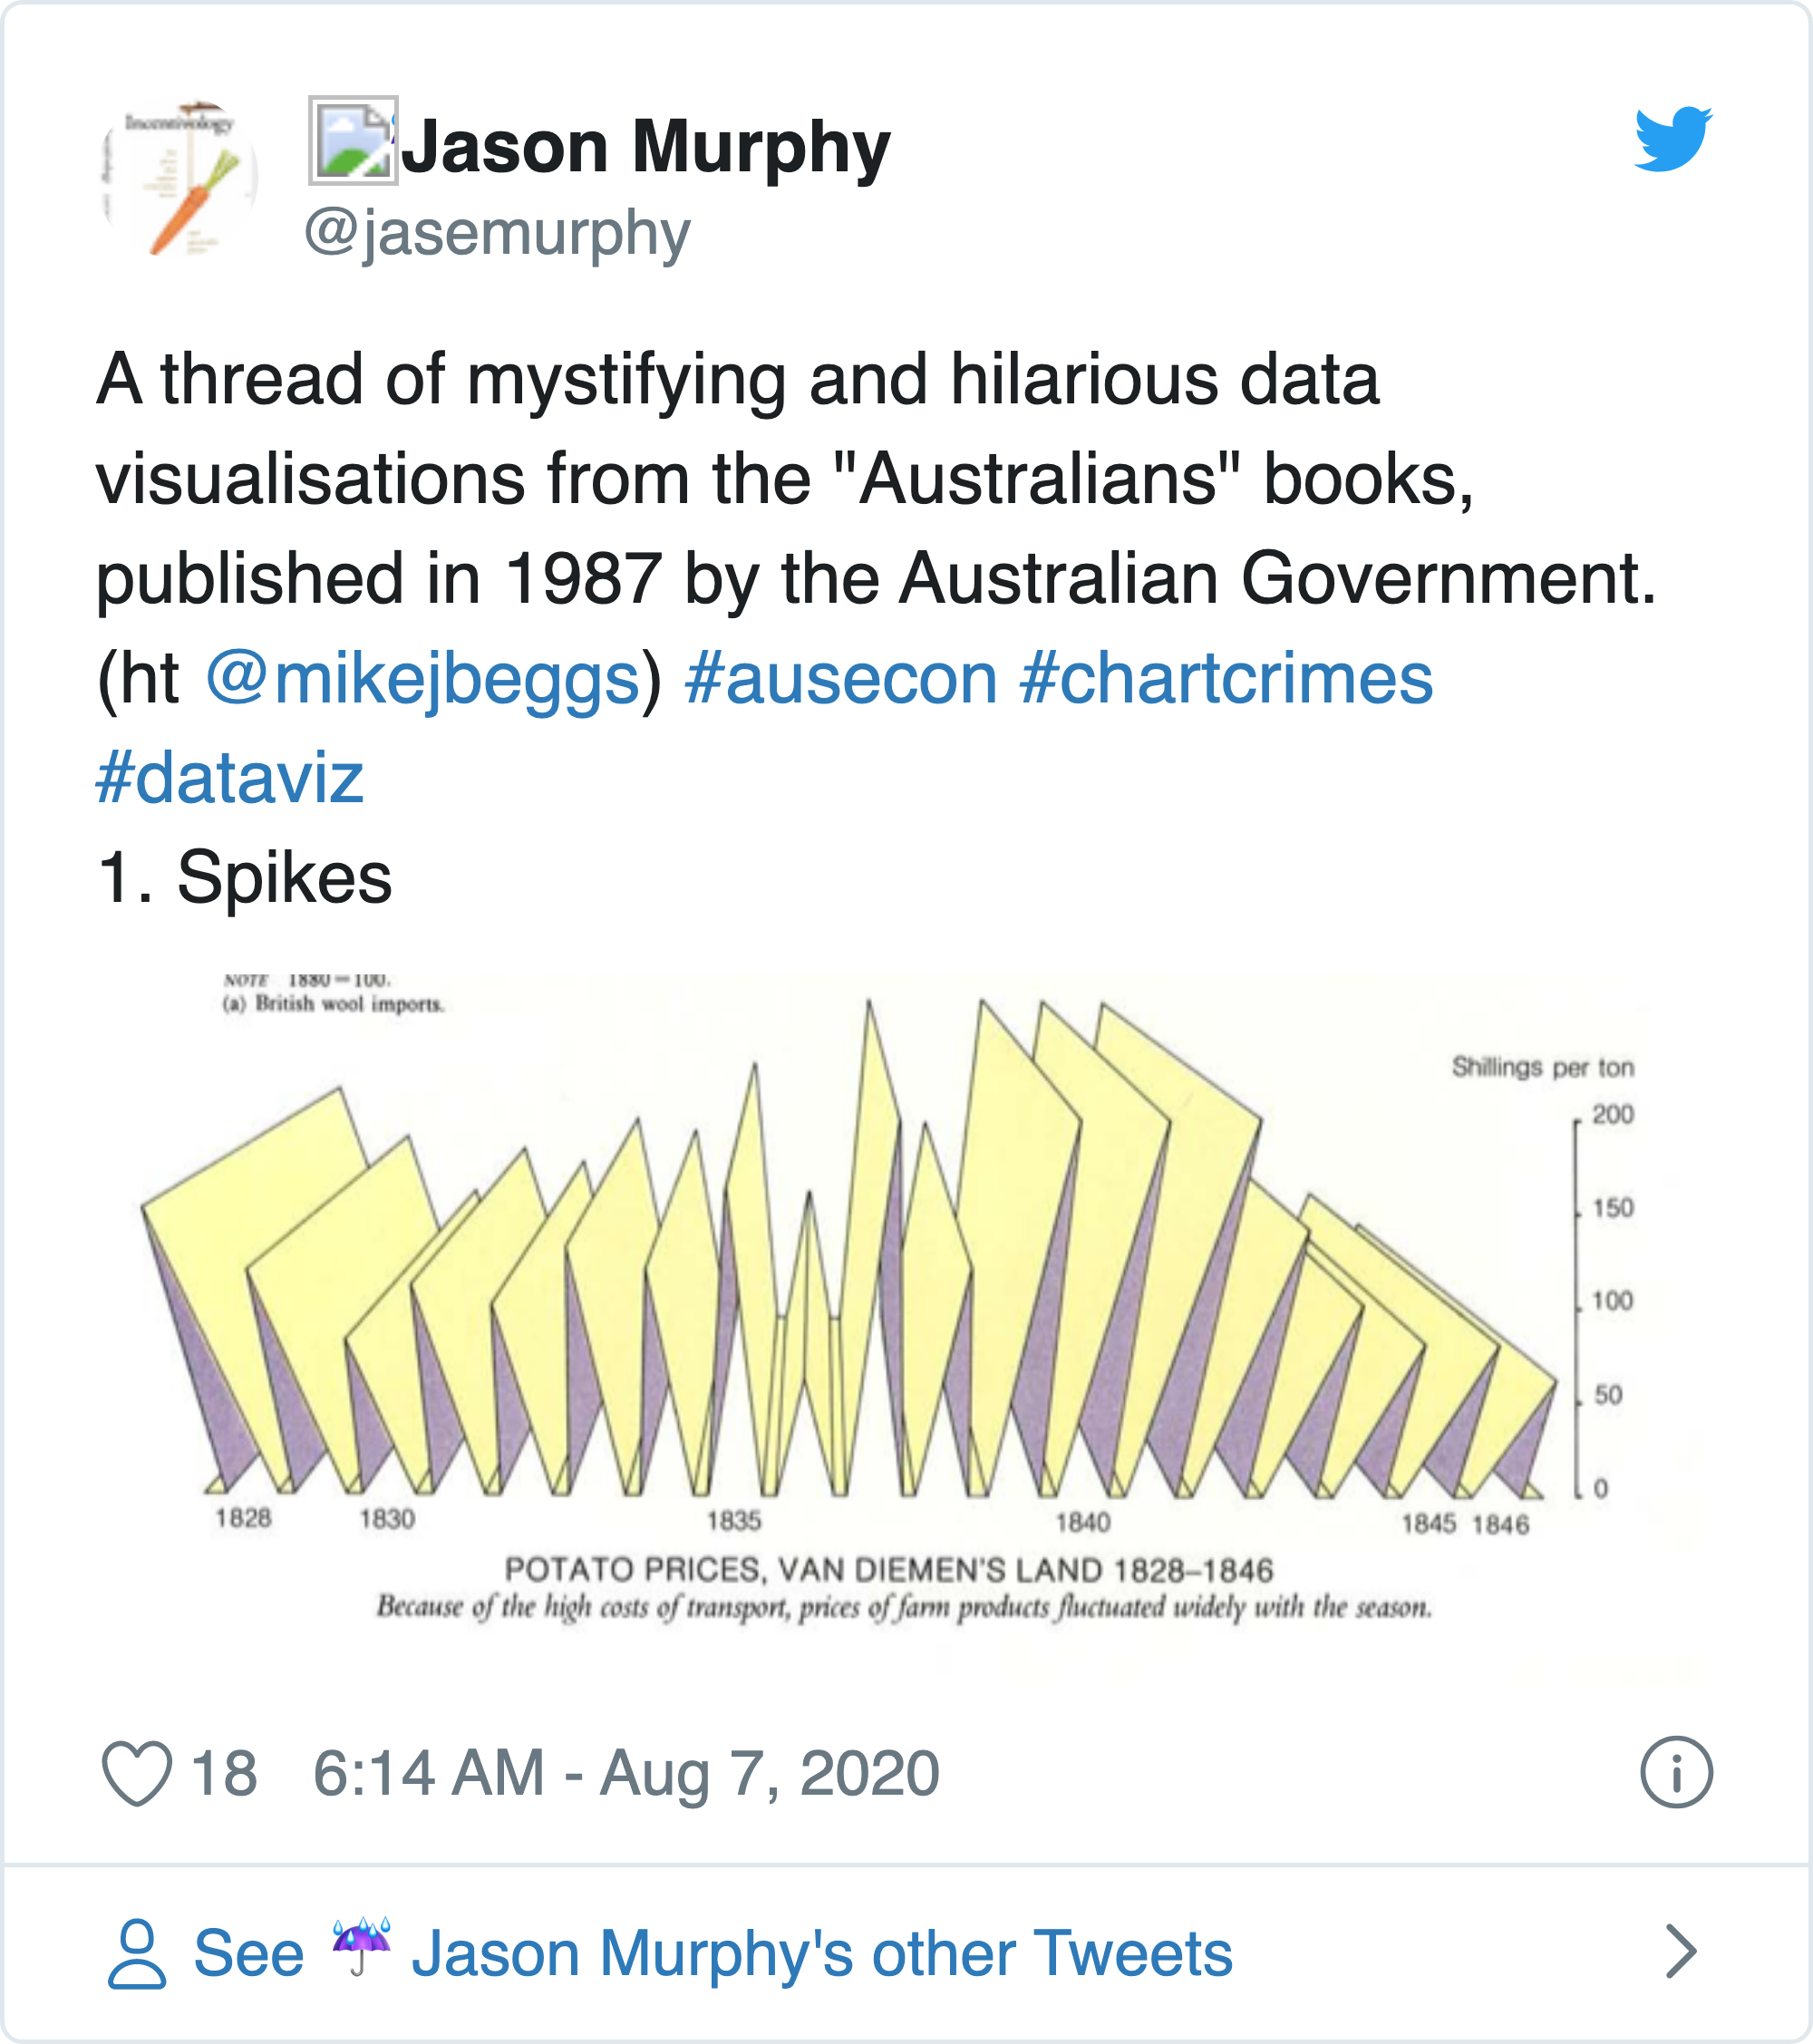 Incentivology
Jason Murphy
@jasemurphy
A thread of mystifying and hilarious data
visualisations from the "Australians" books,
published in 1987 by the Australian Government.
(ht @mikejbeggs) #ausecon #chartcrimes
#dataviz
1. Spikes
NOTE 1880=100.
(a) British wool imports.
Shillings per ton
200
150
100
50
0
1828 1830 1835 1840 1845 1846
POTATO PRICES, VAN DIEMEN'S LAND 1828–1846
Because of the high costs of transport, prices of farm products fluctuated widely with the season.
18 6:14 AM - Aug 7, 2020
See ☔ Jason Murphy's other Tweets